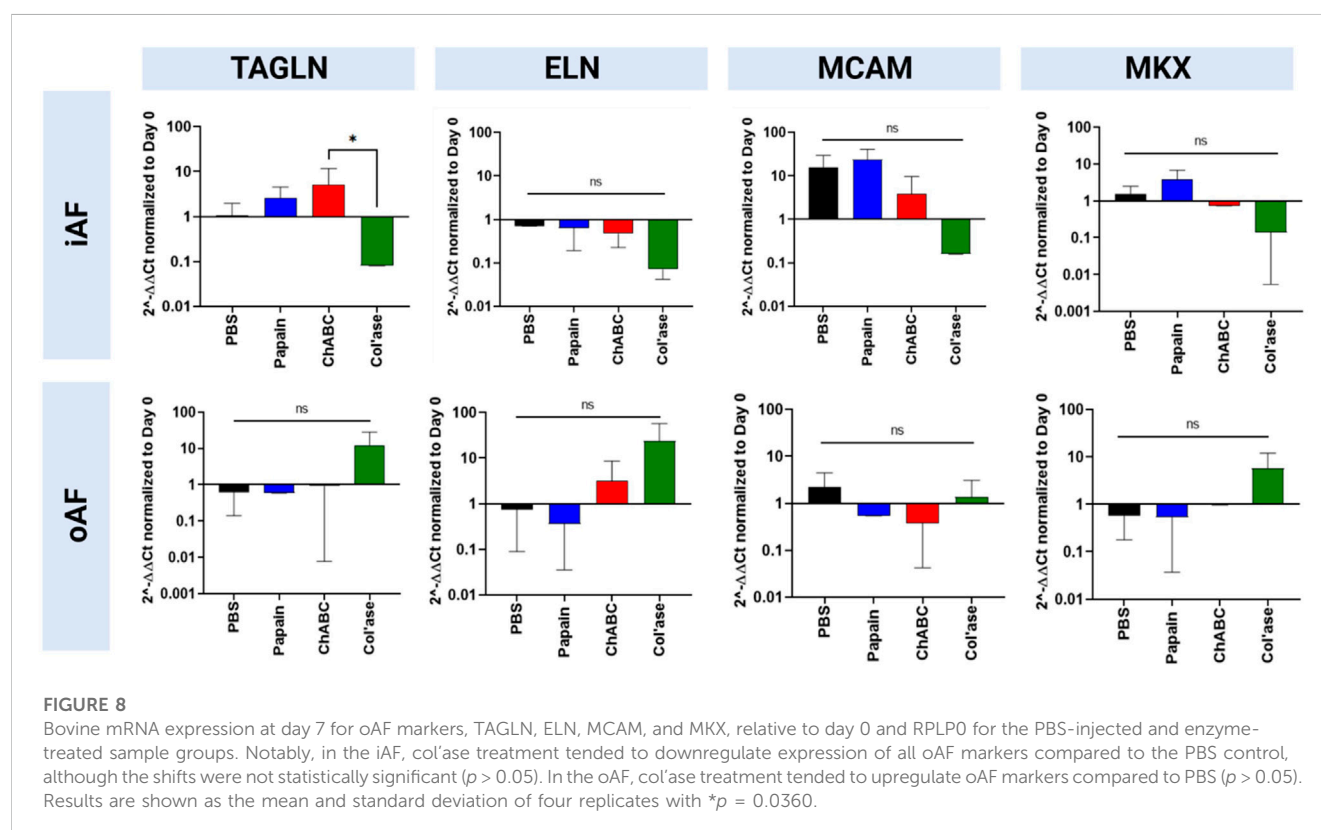 TAGLN ELN MCAM MKX
iAF
2^-ΔΔCt normalized to Day 0
100
10
1
0.1
0.01
*
PBS
Papain
ChABC
Col'ase
2^-ΔΔCt normalized to Day 0
100
10
1
0.1
0.01
ns
PBS
Papain
ChABC
Col'ase
2^-ΔΔCt normalized to Day 0
100
10
1
0.1
0.01
ns
PBS
Papain
ChABC
Col'ase
2^-ΔΔCt normalized to Day 0
100
10
1
0.1
0.01
0.001
ns
PBS
Papain
ChABC
Col'ase
oAF
2^-ΔΔCt normalized to Day 0
100
10
1
0.1
0.01
0.001
ns
PBS
Papain
ChABC
Col'ase
2^-ΔΔCt normalized to Day 0
100
10
1
0.1
0.01
ns
PBS
Papain
ChABC
Col'ase
2^-ΔΔCt normalized to Day 0
100
10
1
0.1
0.01
ns
PBS
Papain
ChABC
Col'ase
2^-ΔΔCt normalized to Day 0
100
10
1
0.1
0.01
ns
PBS
Papain
ChABC
Col'ase
FIGURE 8
Bovine mRNA expression at day 7 for oAF markers, TAGLN, ELN, MCAM, and MKX, relative to day 0 and RPLP0 for the PBS-injected and enzyme-
treated sample groups. Notably, in the iAF, col'ase treatment tended to downregulate expression of all oAF markers compared to the PBS control,
although the shifts were not statistically significant (p > 0.05). In the oAF, col'ase treatment tended to upregulate oAF markers compared to PBS (p > 0.05).
Results are shown as the mean and standard deviation of four replicates with *p = 0.0360.